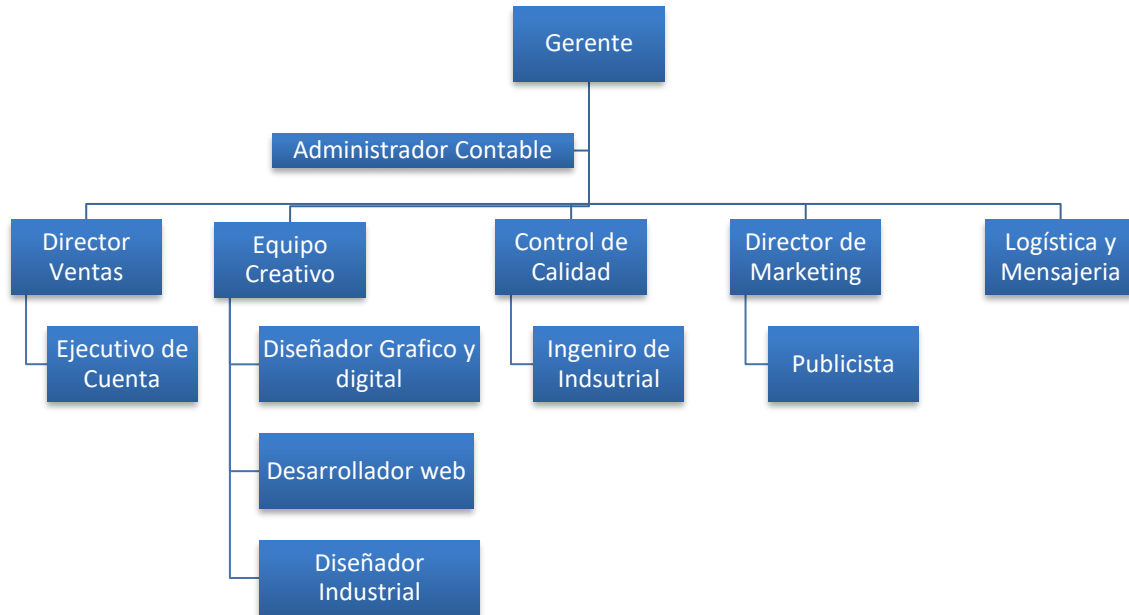 Gerente
Administrador Contable
Director
Ventas
Equipo
Creativo
Control de
Calidad
Director de
Marketing
Logística y
Mensajeria
Ejecutivo de
Cuenta
Diseñador Grafico y
digital
Ingeniro de
Indsutrial
Publicista
Desarrollador web
Diseñador
Industrial